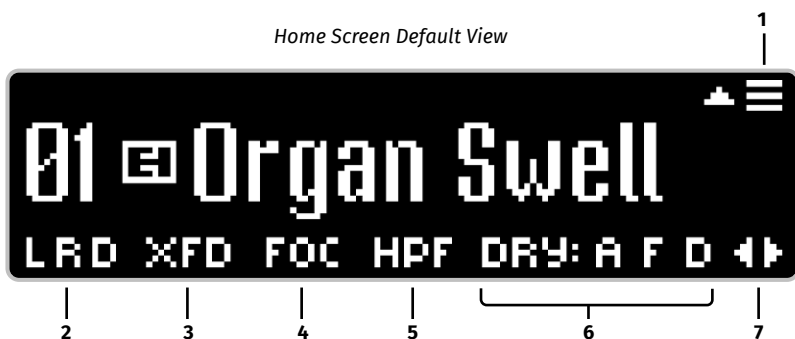 1
Home Screen Default View
01 Organ Swell
LRD XFD FOC HPF DRY: A F D
2 3 4 5 6 7